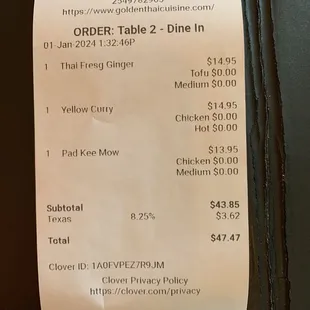 https://www.goldenthaicuisine.com/
ORDER: Table 2 - Dine In
01-Jan-2024 1:32:46P
1 Thai Fresg Ginger $14.95
Tofu $0.00
Medium $0.00
1 Yellow Curry $14.95
Chicken $0.00
Hot $0.00
1 Pad Kee Mow $13.95
Chicken $0.00
Medium $0.00
Subtotal $43.85
Texas 8.25% $3.62
Total $47.47
Clover ID: 1A0FVPEZ7R9JM
Clover Privacy Policy
https://clover.com/privacy